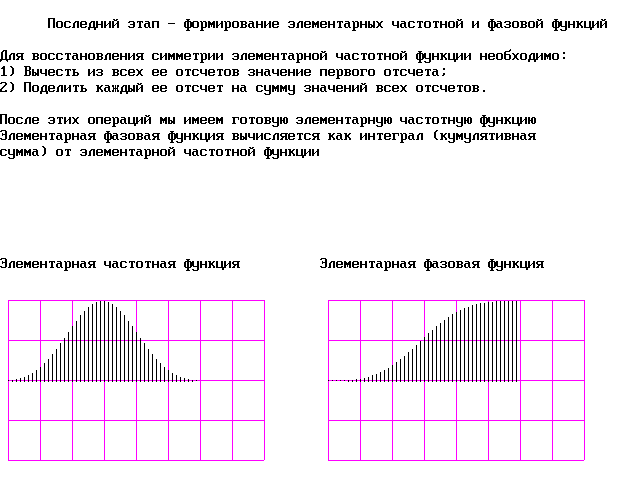 Последний этап - формирование элементарных частотной и фазовой функций
Для восстановления симметрии элементарной частотной функции необходимо:
1) Вычесть из всех ее отсчетов значение первого отсчета;
2) Поделить каждый ее отсчет на сумму значений всех отсчетов.
После этих операций мы имеем готовую элементарную частотную функцию
Элементарная фазовая функция вычисляется как интеграл (кумулятивная
сумма) от элементарной частотной функции
Элементарная частотная функция
Элементарная фазовая функция